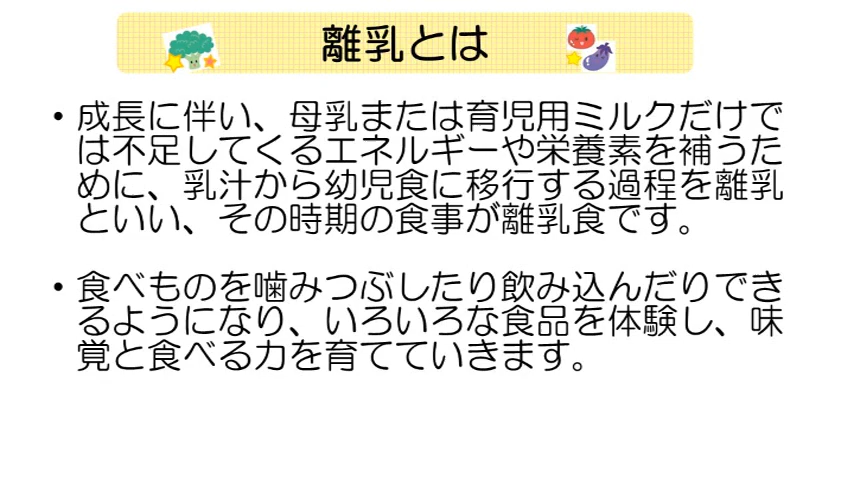 離乳とは
• 成長に伴い、母乳または育児用ミルクだけで
は不足してくるエネルギーや栄養素を補うた
めに、乳汁から幼児食に移行する過程を離乳
といい、その時期の食事が離乳食です。
• 食べものを噛みつぶしたり飲み込んだりでき
るようになり、いろいろな食品を体験し、味
覚と食べる力を育てていきます。